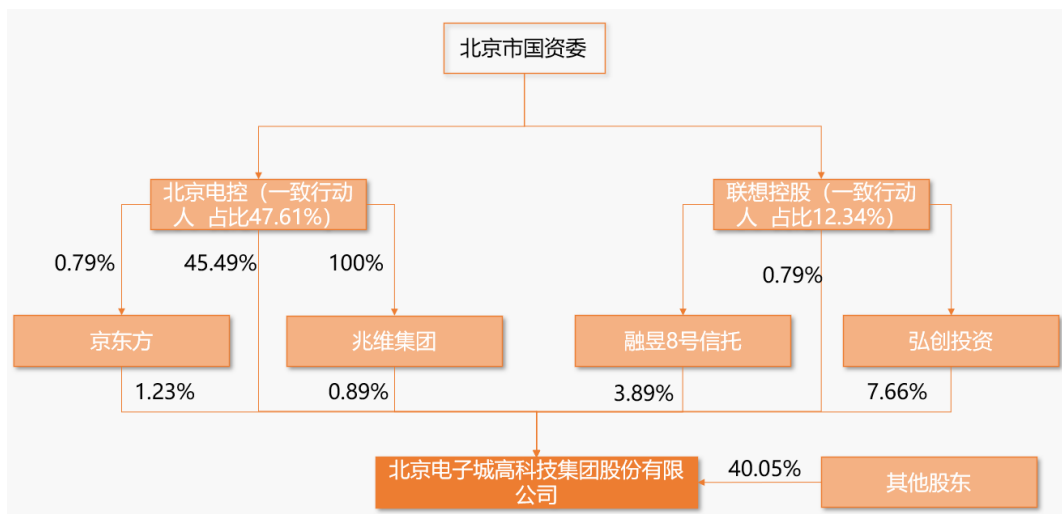 北京市国资委
北京电控（一致行动
人 占比47.61%）
联想控股（一致行动
人 占比12.34%）
0.79%
45.49%
100%
0.79%
京东方
兆维集团
融昱8号信托
弘创投资
1.23%
0.89%
3.89%
7.66%
北京电子城高科技集团股份有限
公司
40.05%
其他股东